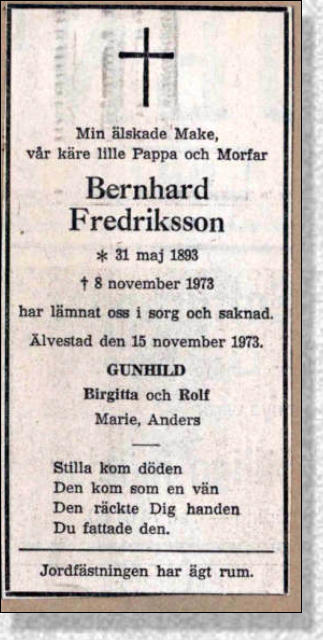 Min älskade Make,
vår käre lille Pappa och Morfar
Bernhard
Fredriksson
* 31 maj 1893
† 8 november 1973
har lämnat oss i sorg och saknad.
Älvestad den 15 november 1973.
GUNHILD
Birgitta och Rolf
Marie, Anders
Stilla kom döden
Den kom som en vän
Den räckte Dig handen
Du fattade den.
Jordfästningen har ägt rum.